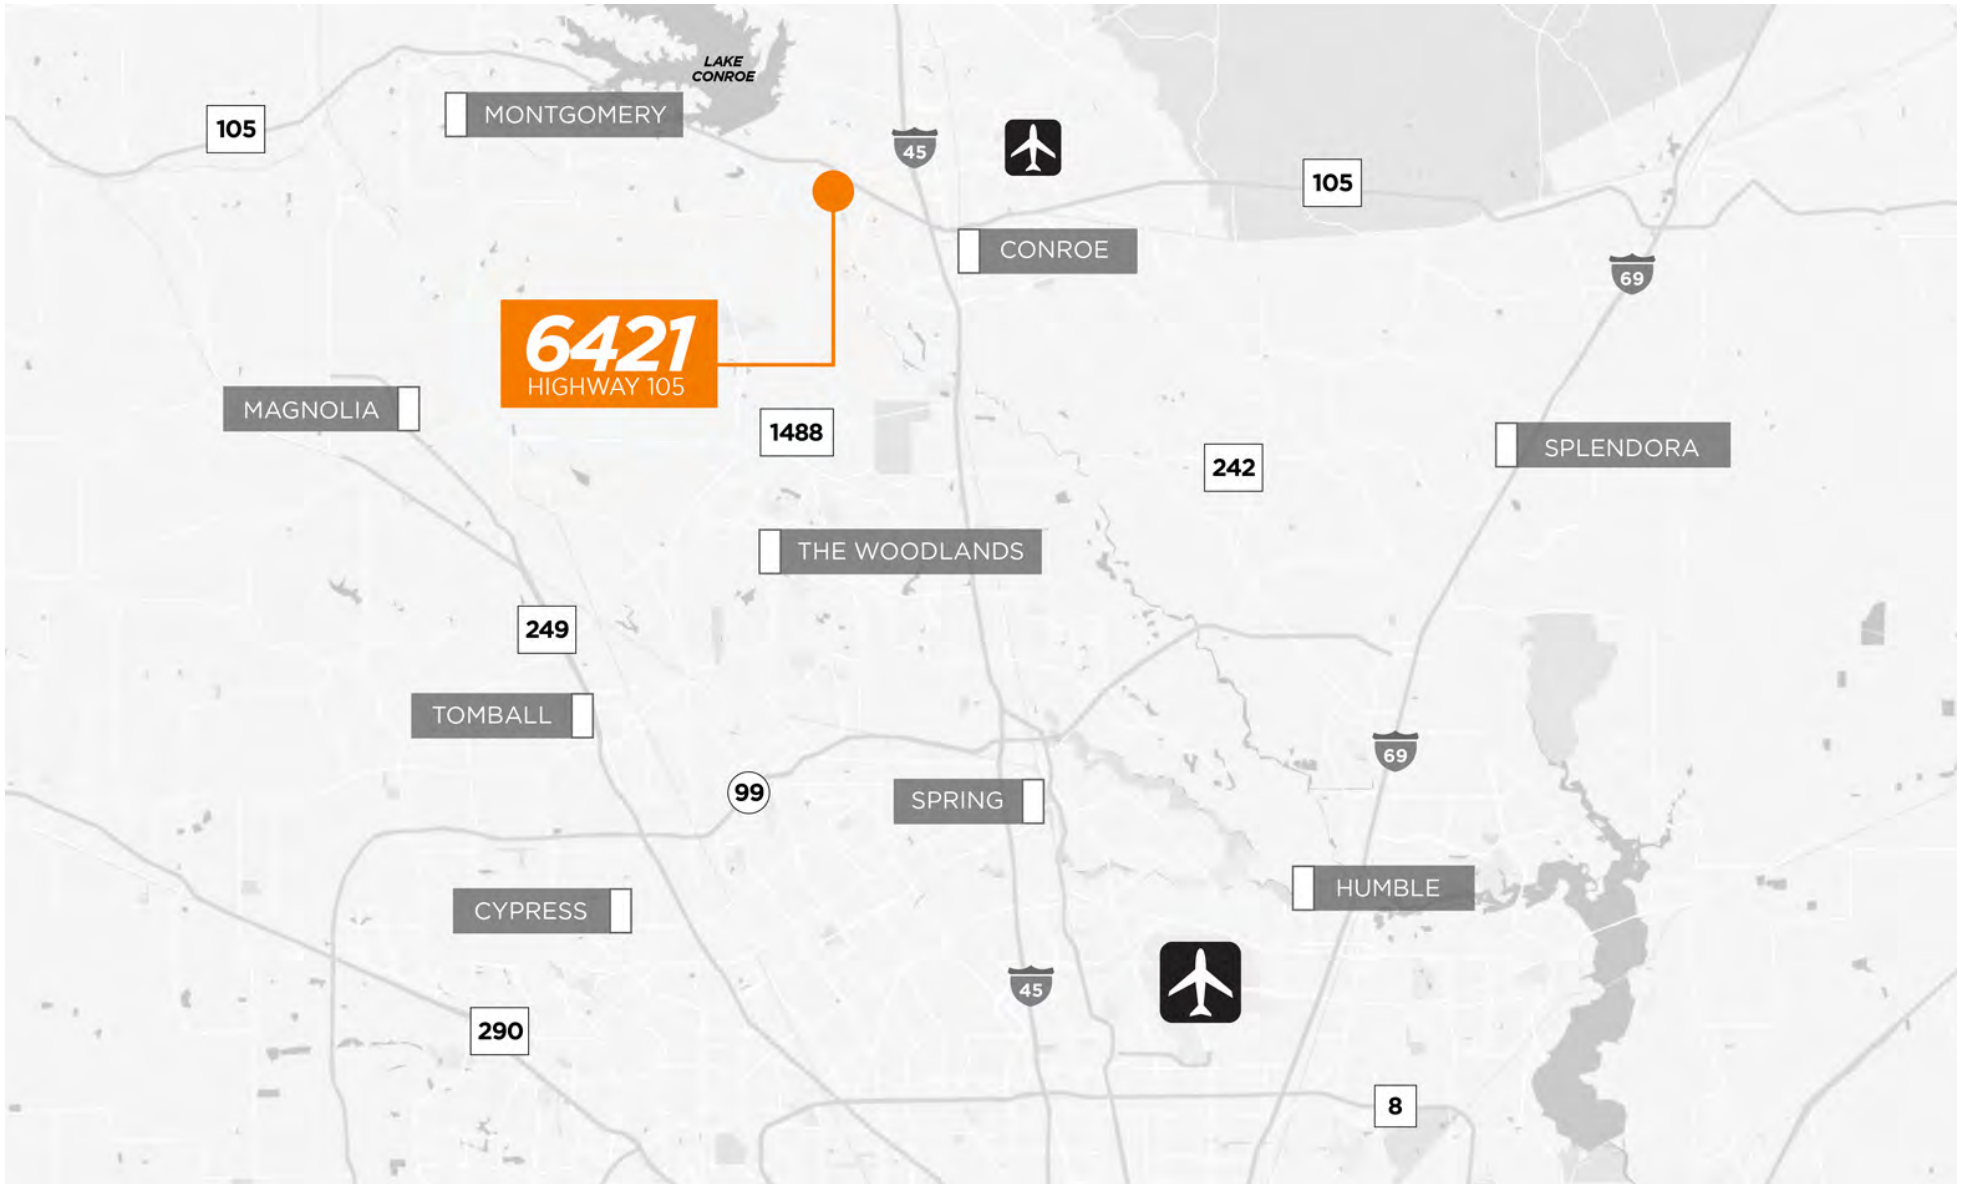 LAKE
CONROE
MONTGOMERY
105
45
105
CONROE
69
6421
HIGHWAY 105
MAGNOLIA
1488
242
SPLENDORA
THE WOODLANDS
249
TOMBALL
69
99
SPRING
HUMBLE
CYPRESS
45
290
8